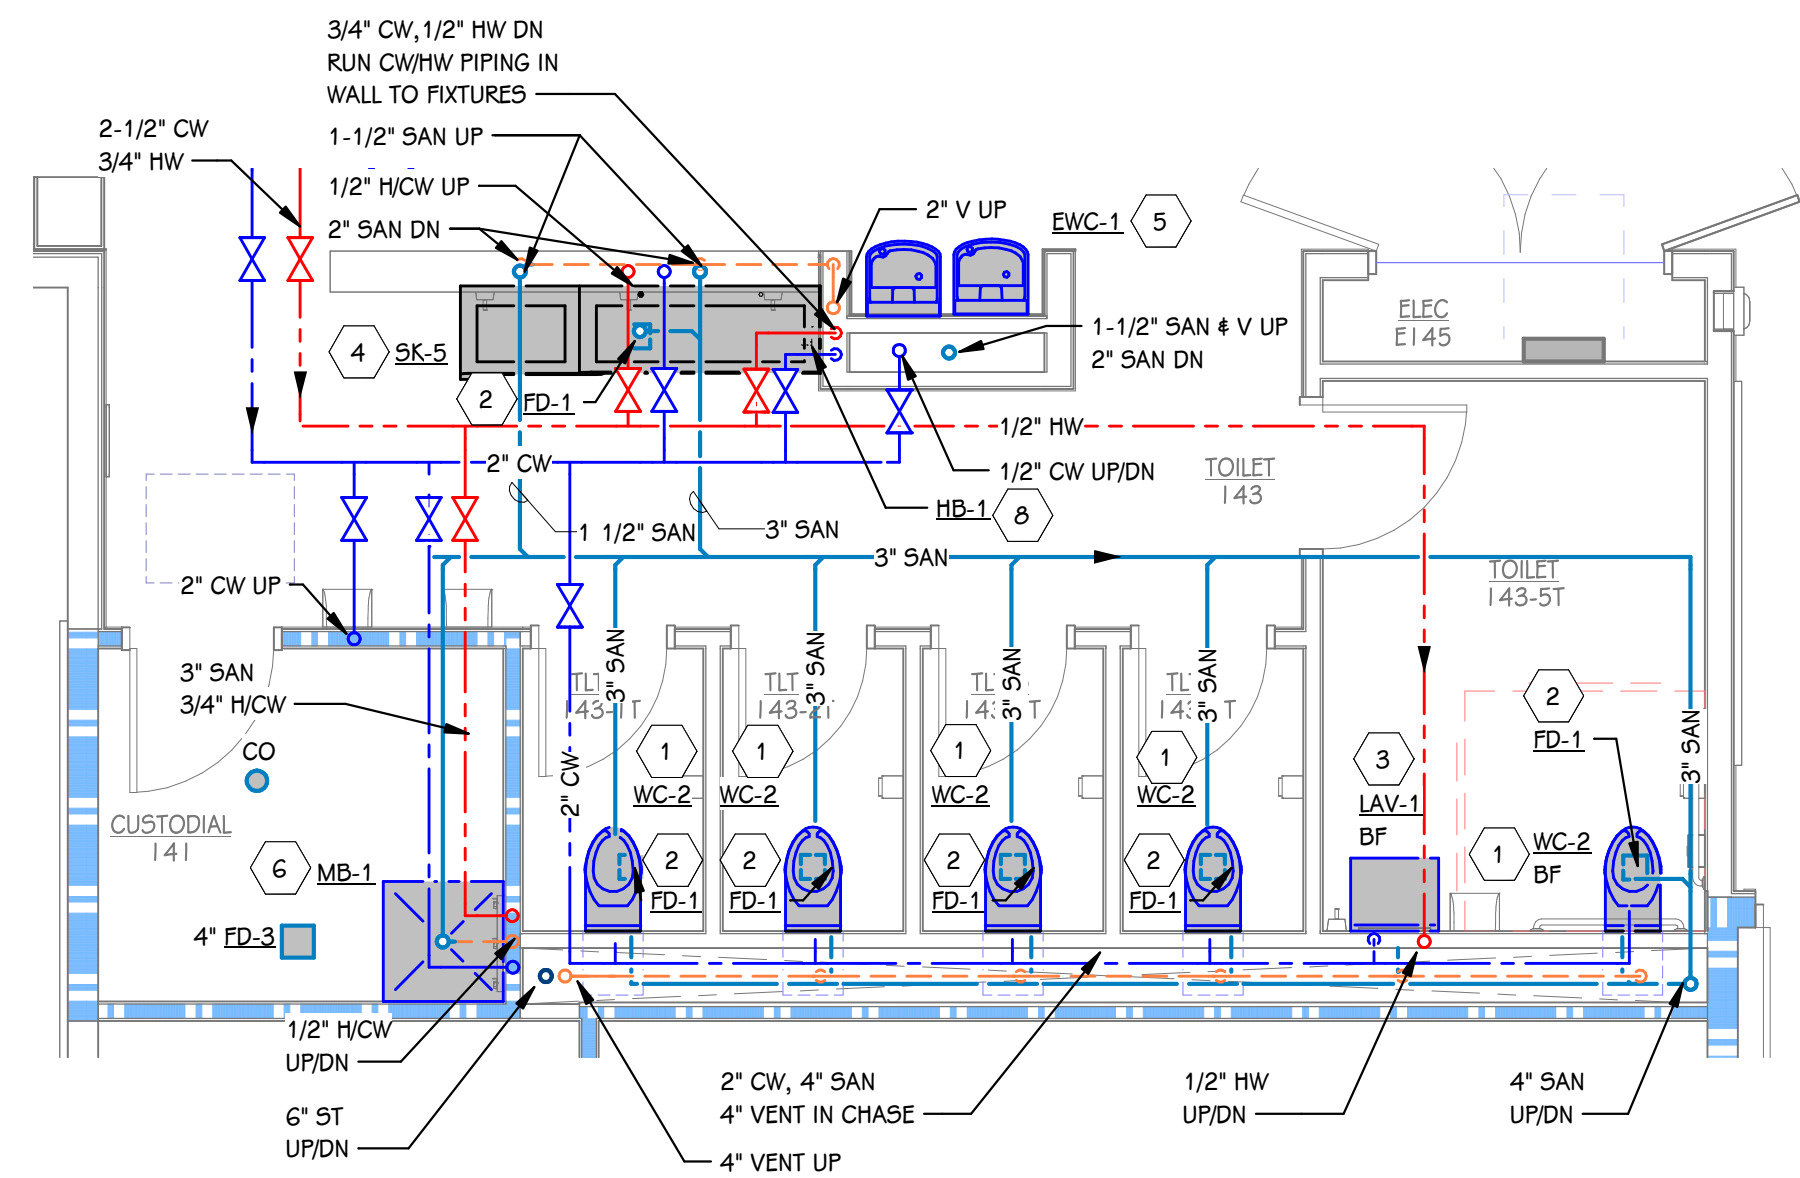 3/4" CW, 1/2" HW DN
RUN CW/HW PIPING IN
WALL TO FIXTURES
2-1/2" CW
3/4" HW
1-1/2" SAN UP
1/2" H/CW UP
2" SAN DN
2" V UP
EWC-1
5
4
SK-5
2
FD-1
1-1/2" SAN & V UP
2" SAN DN
ELEC
E145
1/2" HW
2" CW
1/2" CW UP/DN
TOILET
143
HB-1
8
1 1/2" SAN
3" SAN
3" SAN
2" CW UP
TOILET
143-5T
3" SAN
3/4" H/CW
CO
CUSTODIAL
141
6
MB-1
4" FD-3
2" CW
3" SAN
3" SAN
3" SAN
3" SAN
3" SAN
TLT
143-1T
TLT
143-2T
TL
143 T
TL
143 T
1
WC-2
1
WC-2
1
WC-2
1
WC-2
2
FD-1
2
FD-1
2
FD-1
2
FD-1
3
LAV-1
BF
2
FD-1
1
WC-2
BF
1/2" H/CW
UP/DN
6" ST
UP/DN
2" CW, 4" SAN
4" VENT IN CHASE
4" VENT UP
1/2" HW
UP/DN
4" SAN
UP/DN